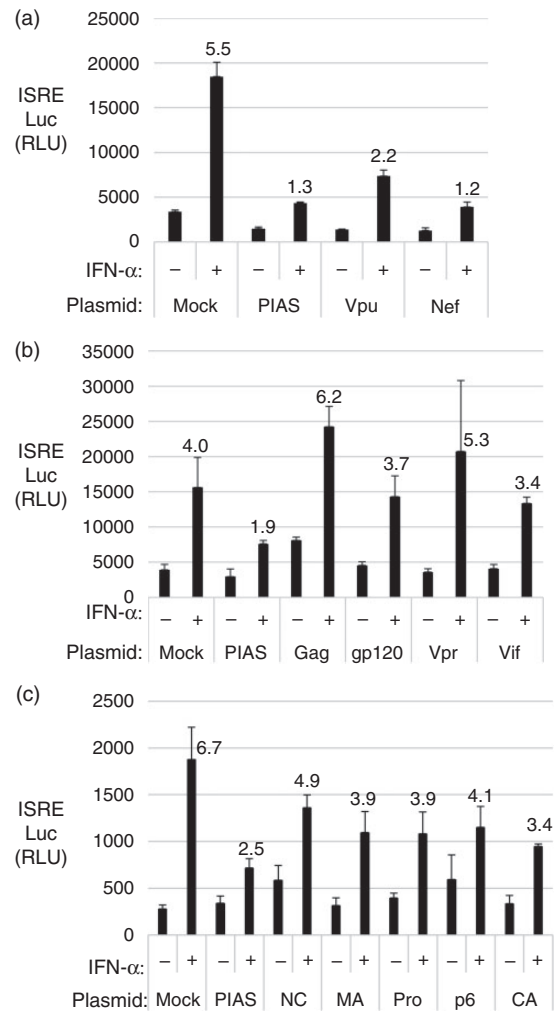 (a)
ISRE
Luc
(RLU)
25000
20000
15000
10000
5000
0
5.5
1.3
2.2
1.2
IFN-α: – + – + – + – +
Plasmid: Mock PIAS Vpu Nef
(b)
ISRE
Luc
(RLU)
35000
30000
25000
20000
15000
10000
5000
0
4.0
1.9
6.2
3.7
5.3
3.4
IFN-α: – + – + – + – + – + – +
Plasmid: Mock PIAS Gag gp120 Vpr Vif
(c)
ISRE
Luc
(RLU)
2500
2000
1500
1000
500
0
6.7
2.5
4.9
3.9
3.9
4.1
3.4
IFN-α: – + – + – + – + – + – + – +
Plasmid: Mock PIAS NC MA Pro p6 CA